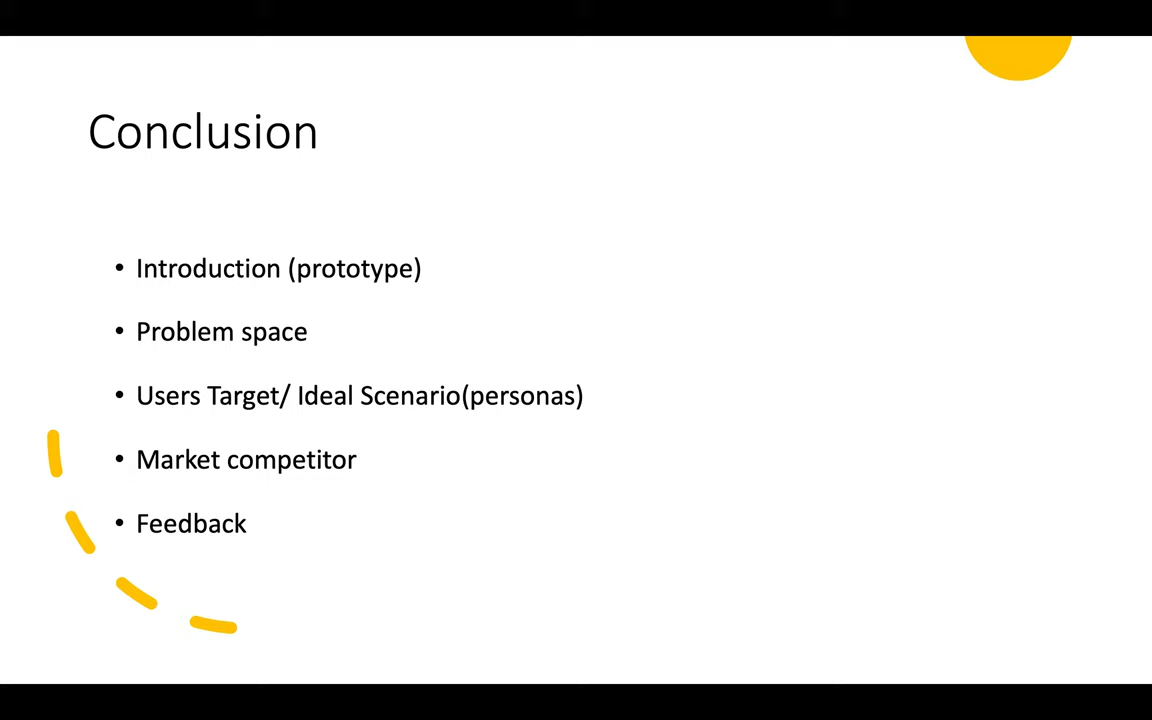 Conclusion
• Introduction (prototype)
• Problem space
• Users Target/ Ideal Scenario(personas)
• Market competitor
• Feedback